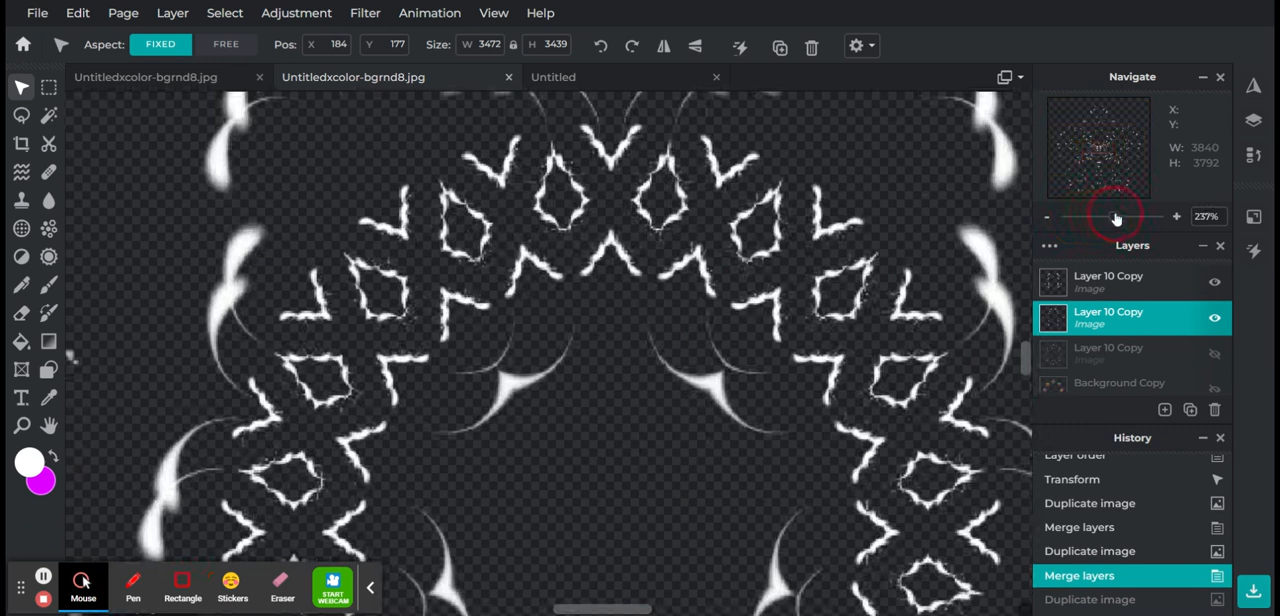 File Edit Page Layer Select Adjustment Filter Animation View Help
Aspect: FIXED FREE Pos: X 184 Y 177 Size: W 3472 H 3439
Untitledxcolor-bgrnd8.jpg Untitledxcolor-bgrnd8.jpg Untitled
Navigate
X:
Y:
W: 3840
H: 3792
- + 237%
Layers
Layer 10 Copy
Image
Layer 10 Copy
Image
Layer 10 Copy
Image
Background Copy
History
Layer order
Transform
Duplicate image
Merge layers
Duplicate image
Merge layers
Duplicate image
Mouse Pen Rectangle Stickers Eraser START
WEBCAM